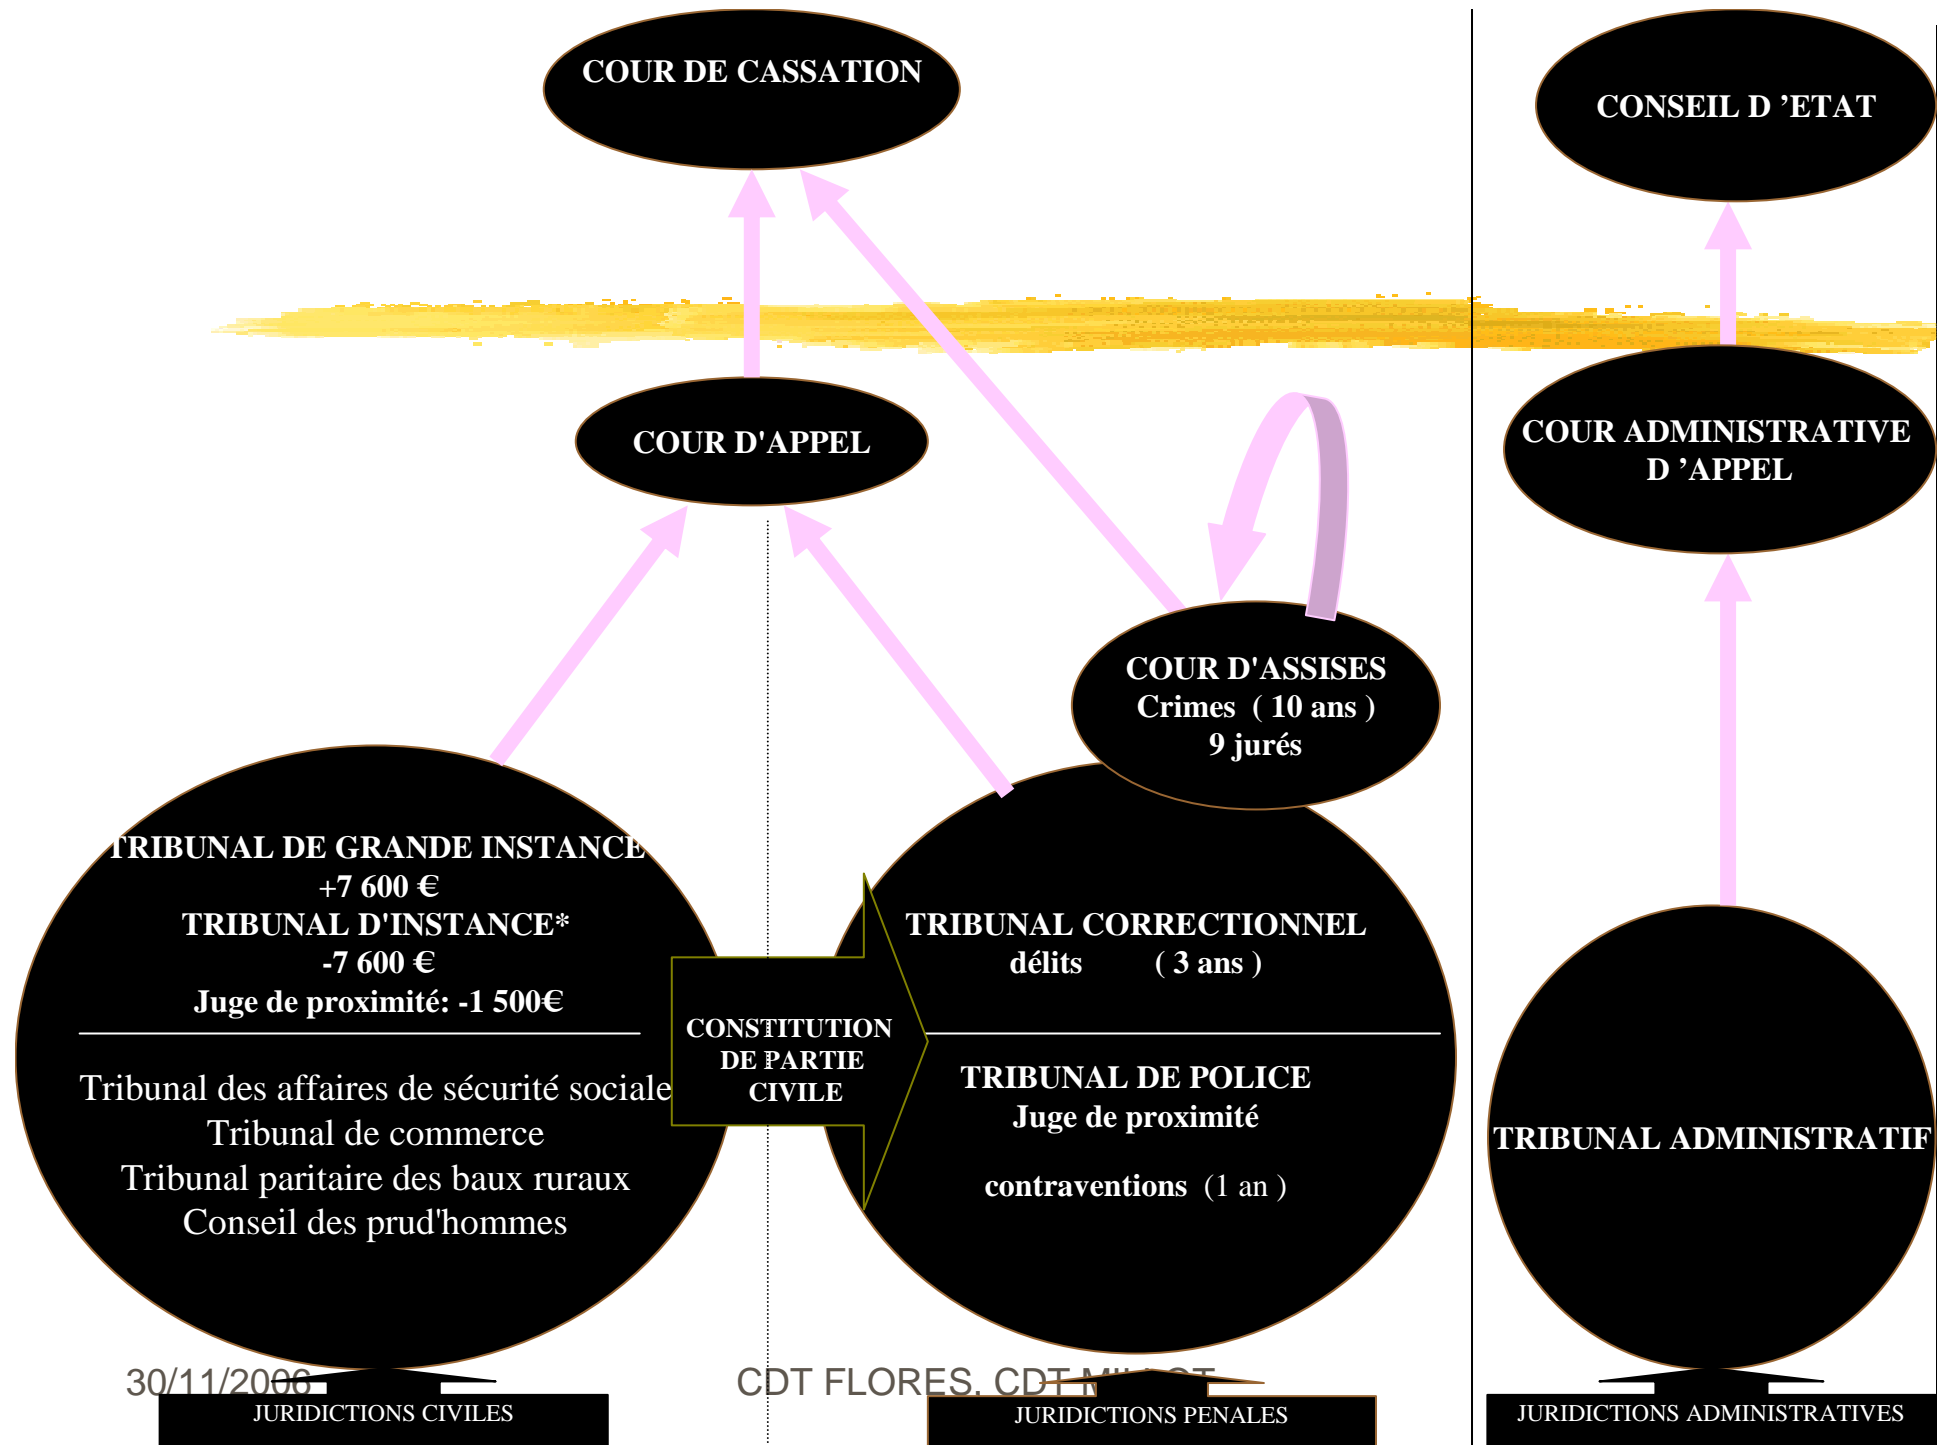 COUR DE CASSATION
CONSEIL D ’ETAT
COUR D'APPEL
COUR ADMINISTRATIVE
D ’APPEL
COUR D'ASSISES
Crimes ( 10 ans )
9 jurés
TRIBUNAL DE GRANDE INSTANCE
+7 600 €
TRIBUNAL D'INSTANCE*
-7 600 €
Juge de proximité: -1 500€
Tribunal des affaires de sécurité sociale
Tribunal de commerce
Tribunal paritaire des baux ruraux
Conseil des prud'hommes
CONSTITUTION
DE PARTIE
CIVILE
TRIBUNAL CORRECTIONNEL
délits ( 3 ans )
TRIBUNAL DE POLICE
Juge de proximité
contraventions (1 an )
TRIBUNAL ADMINISTRATIF
30/11/2006
CDT FLORES, CDT
JURIDICTIONS CIVILES
JURIDICTIONS PENALES
JURIDICTIONS ADMINISTRATIVES